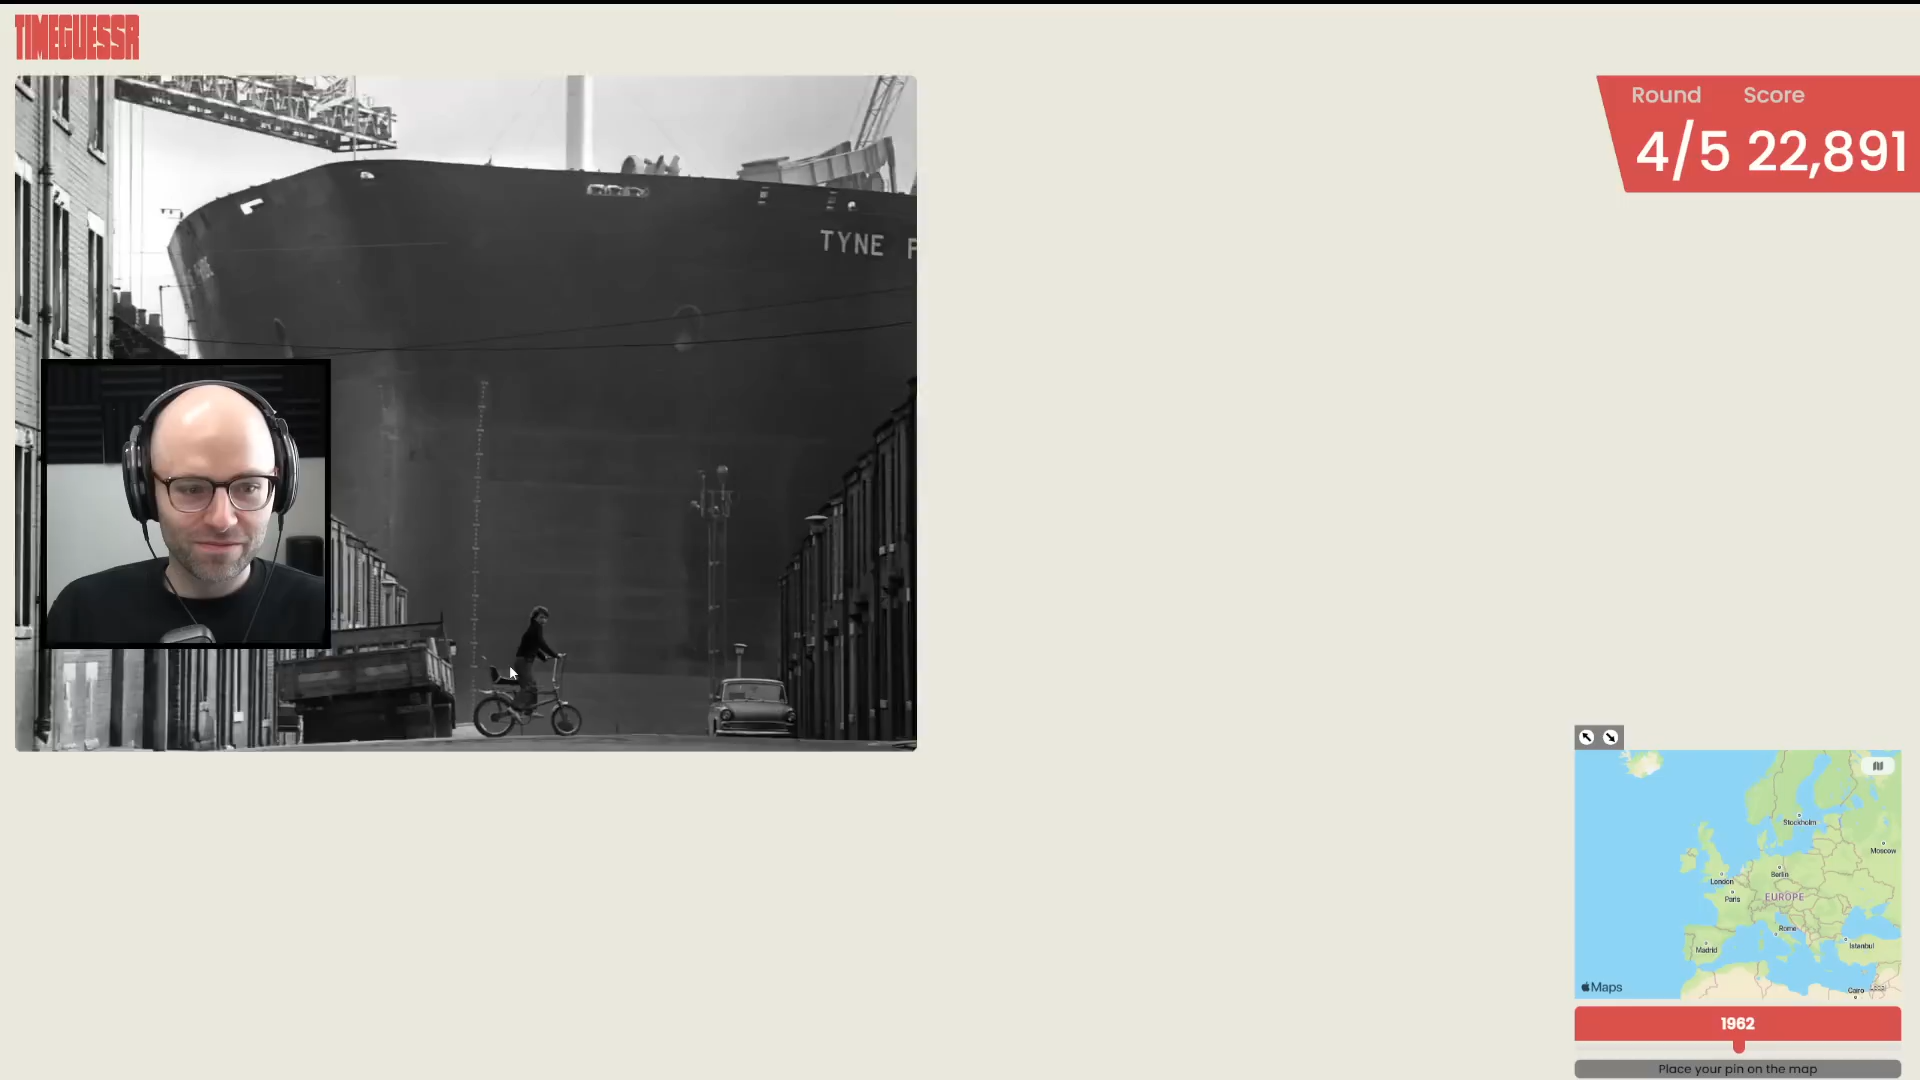 TIMEGUESSR
Round Score
4/5 22,891
TYNE P
Stockholm
Moscow
Berlin
London
Paris
EUROPE
Rome
Madrid
Istanbul
Cairo
Maps
1962
Place your pin on the map